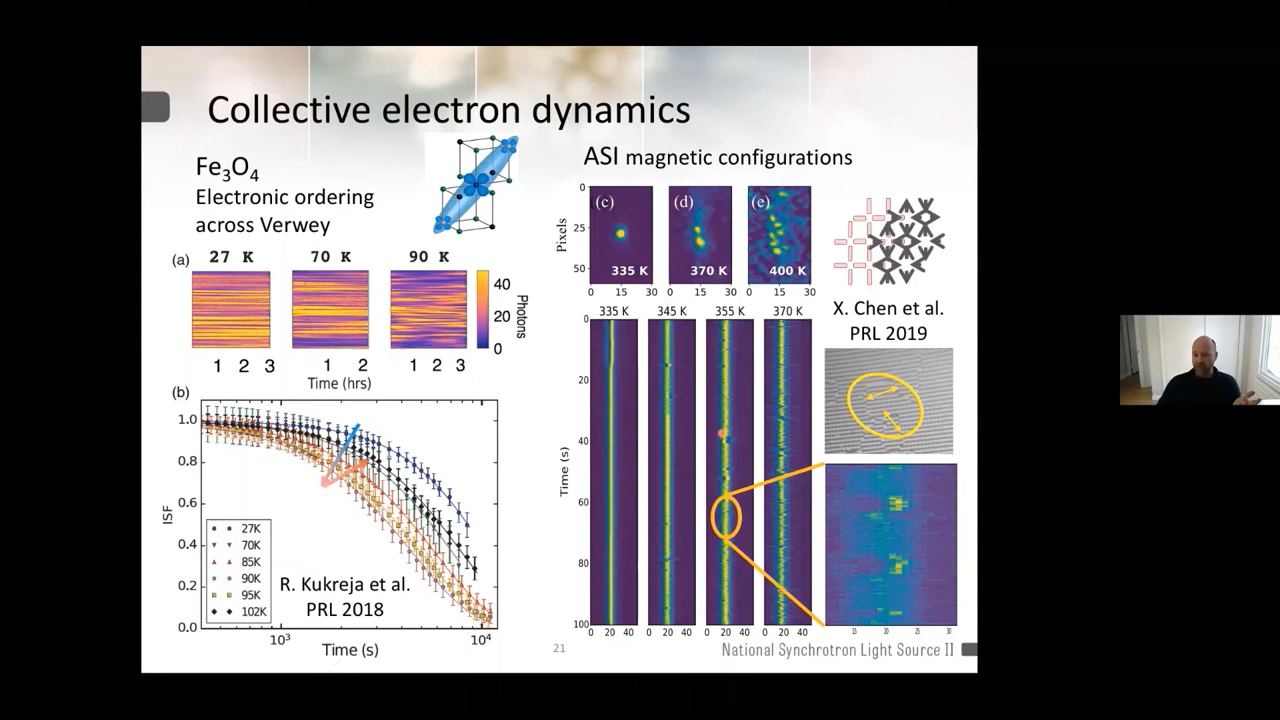 Collective electron dynamics
Fe₃O₄
Electronic ordering
across Verwey
(a)
27 K 70 K 90 K
40
20
0
Photons
1 2 3 1 2 1 2 3
Time (hrs)
(b)
1.0
0.8
0.6
0.4
0.2
0.0
ISF
27K
70K
85K
90K
95K
102K
R. Kukreja et al.
PRL 2018
10³ 10⁴
Time (s)
ASI magnetic configurations
0
25
50
Pixels
(c) (d) (e)
335 K 370 K 400 K
0 15 30 0 15 30 0 15 30
335 K 345 K 355 K 370 K
0
20
40
60
80
100
Time (s)
0 20 40 0 20 40 0 20 40 0 20 40
X. Chen et al.
PRL 2019
15 20 25 30
21
National Synchrotron Light Source II